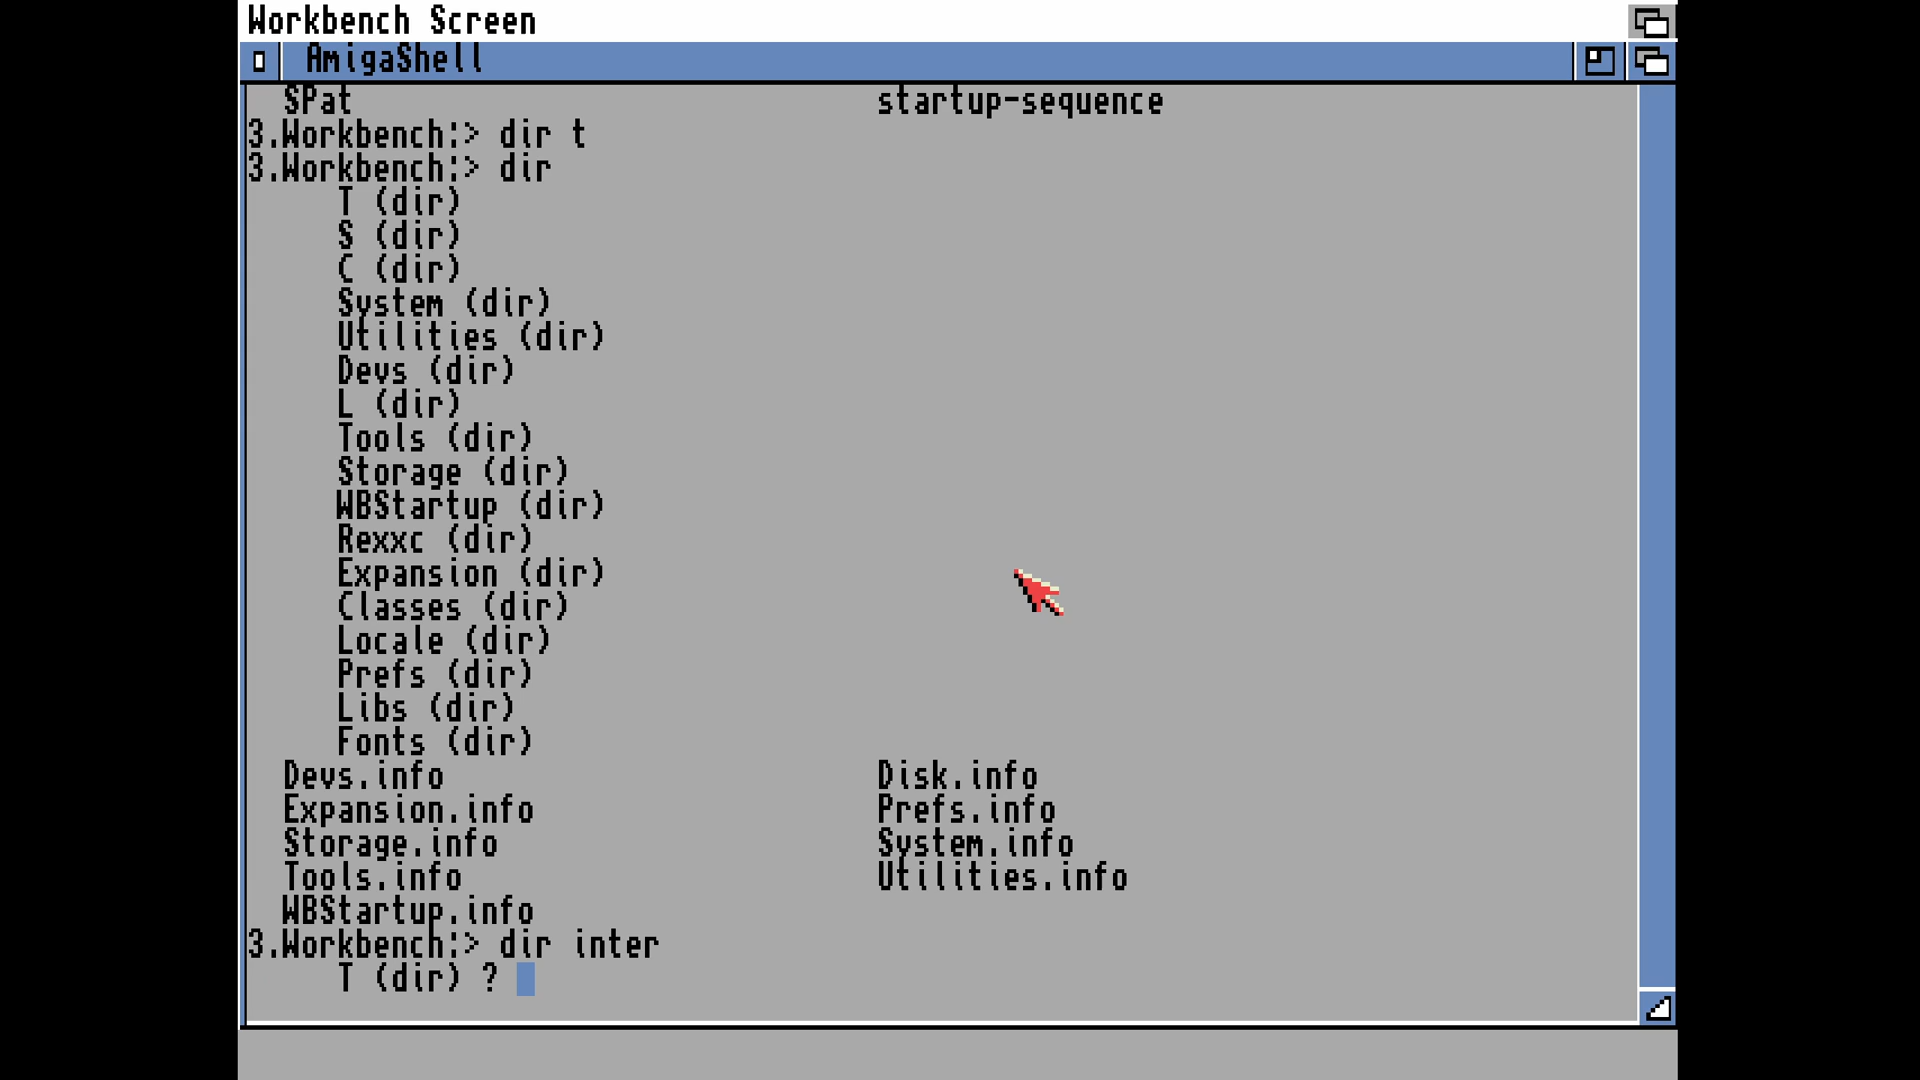 Workbench Screen
AmigaShell
SPat startup-sequence
3.Workbench:> dir t
3.Workbench:> dir
T (dir)
S (dir)
C (dir)
System (dir)
Utilities (dir)
Devs (dir)
L (dir)
Tools (dir)
Storage (dir)
WBStartup (dir)
Rexxc (dir)
Expansion (dir)
Classes (dir)
Locale (dir)
Prefs (dir)
Libs (dir)
Fonts (dir)
Devs.info Disk.info
Expansion.info Prefs.info
Storage.info System.info
Tools.info Utilities.info
WBStartup.info
3.Workbench:> dir inter
T (dir) ?